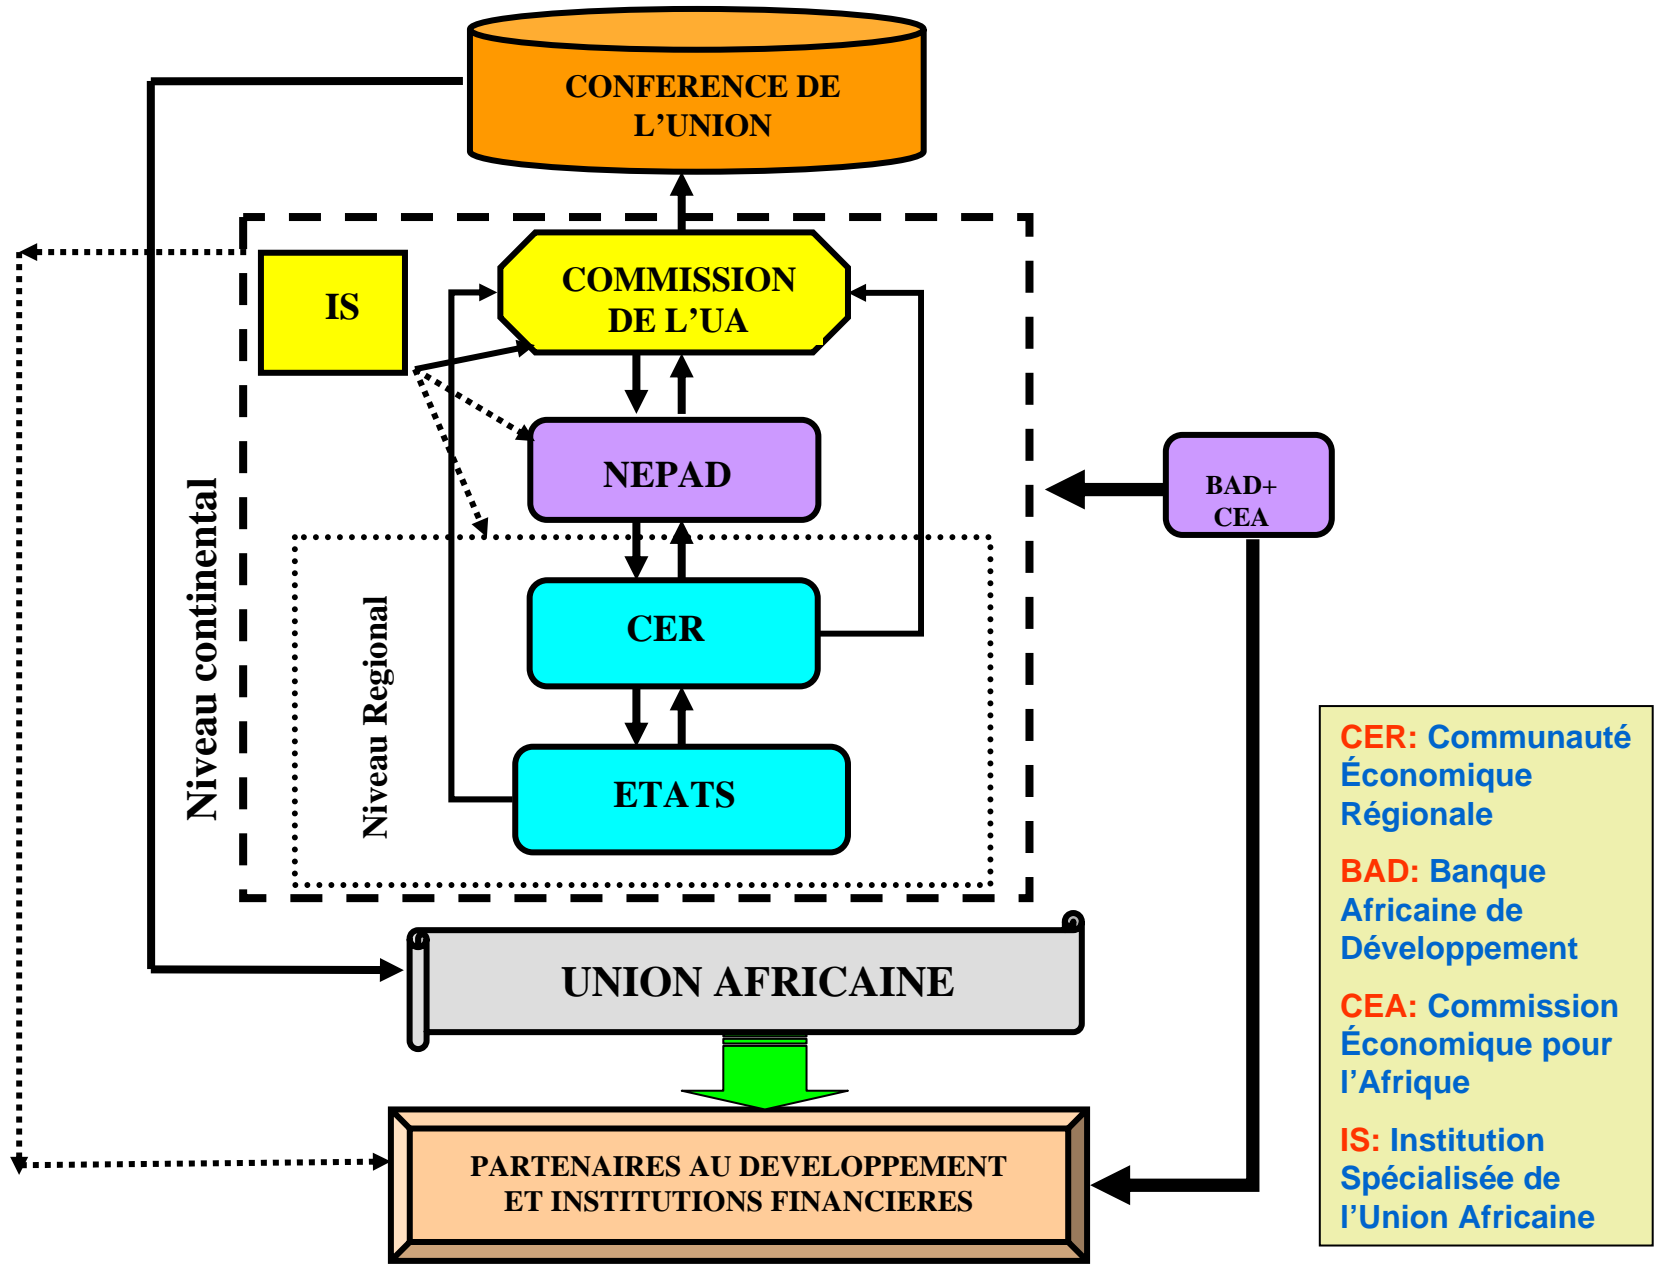 CONFERENCE DE
L’UNION
IS
COMMISSION
DE L’UA
NEPAD
BAD+
CEA
Niveau continental
Niveau Regional
CER
ETATS
UNION AFRICAINE
PARTENAIRES AU DEVELOPPEMENT
ET INSTITUTIONS FINANCIERES
CER: Communauté
Économique
Régionale
BAD: Banque
Africaine de
Développement
CEA: Commission
Économique pour
l’Afrique
IS: Institution
Spécialisée de
l’Union Africaine